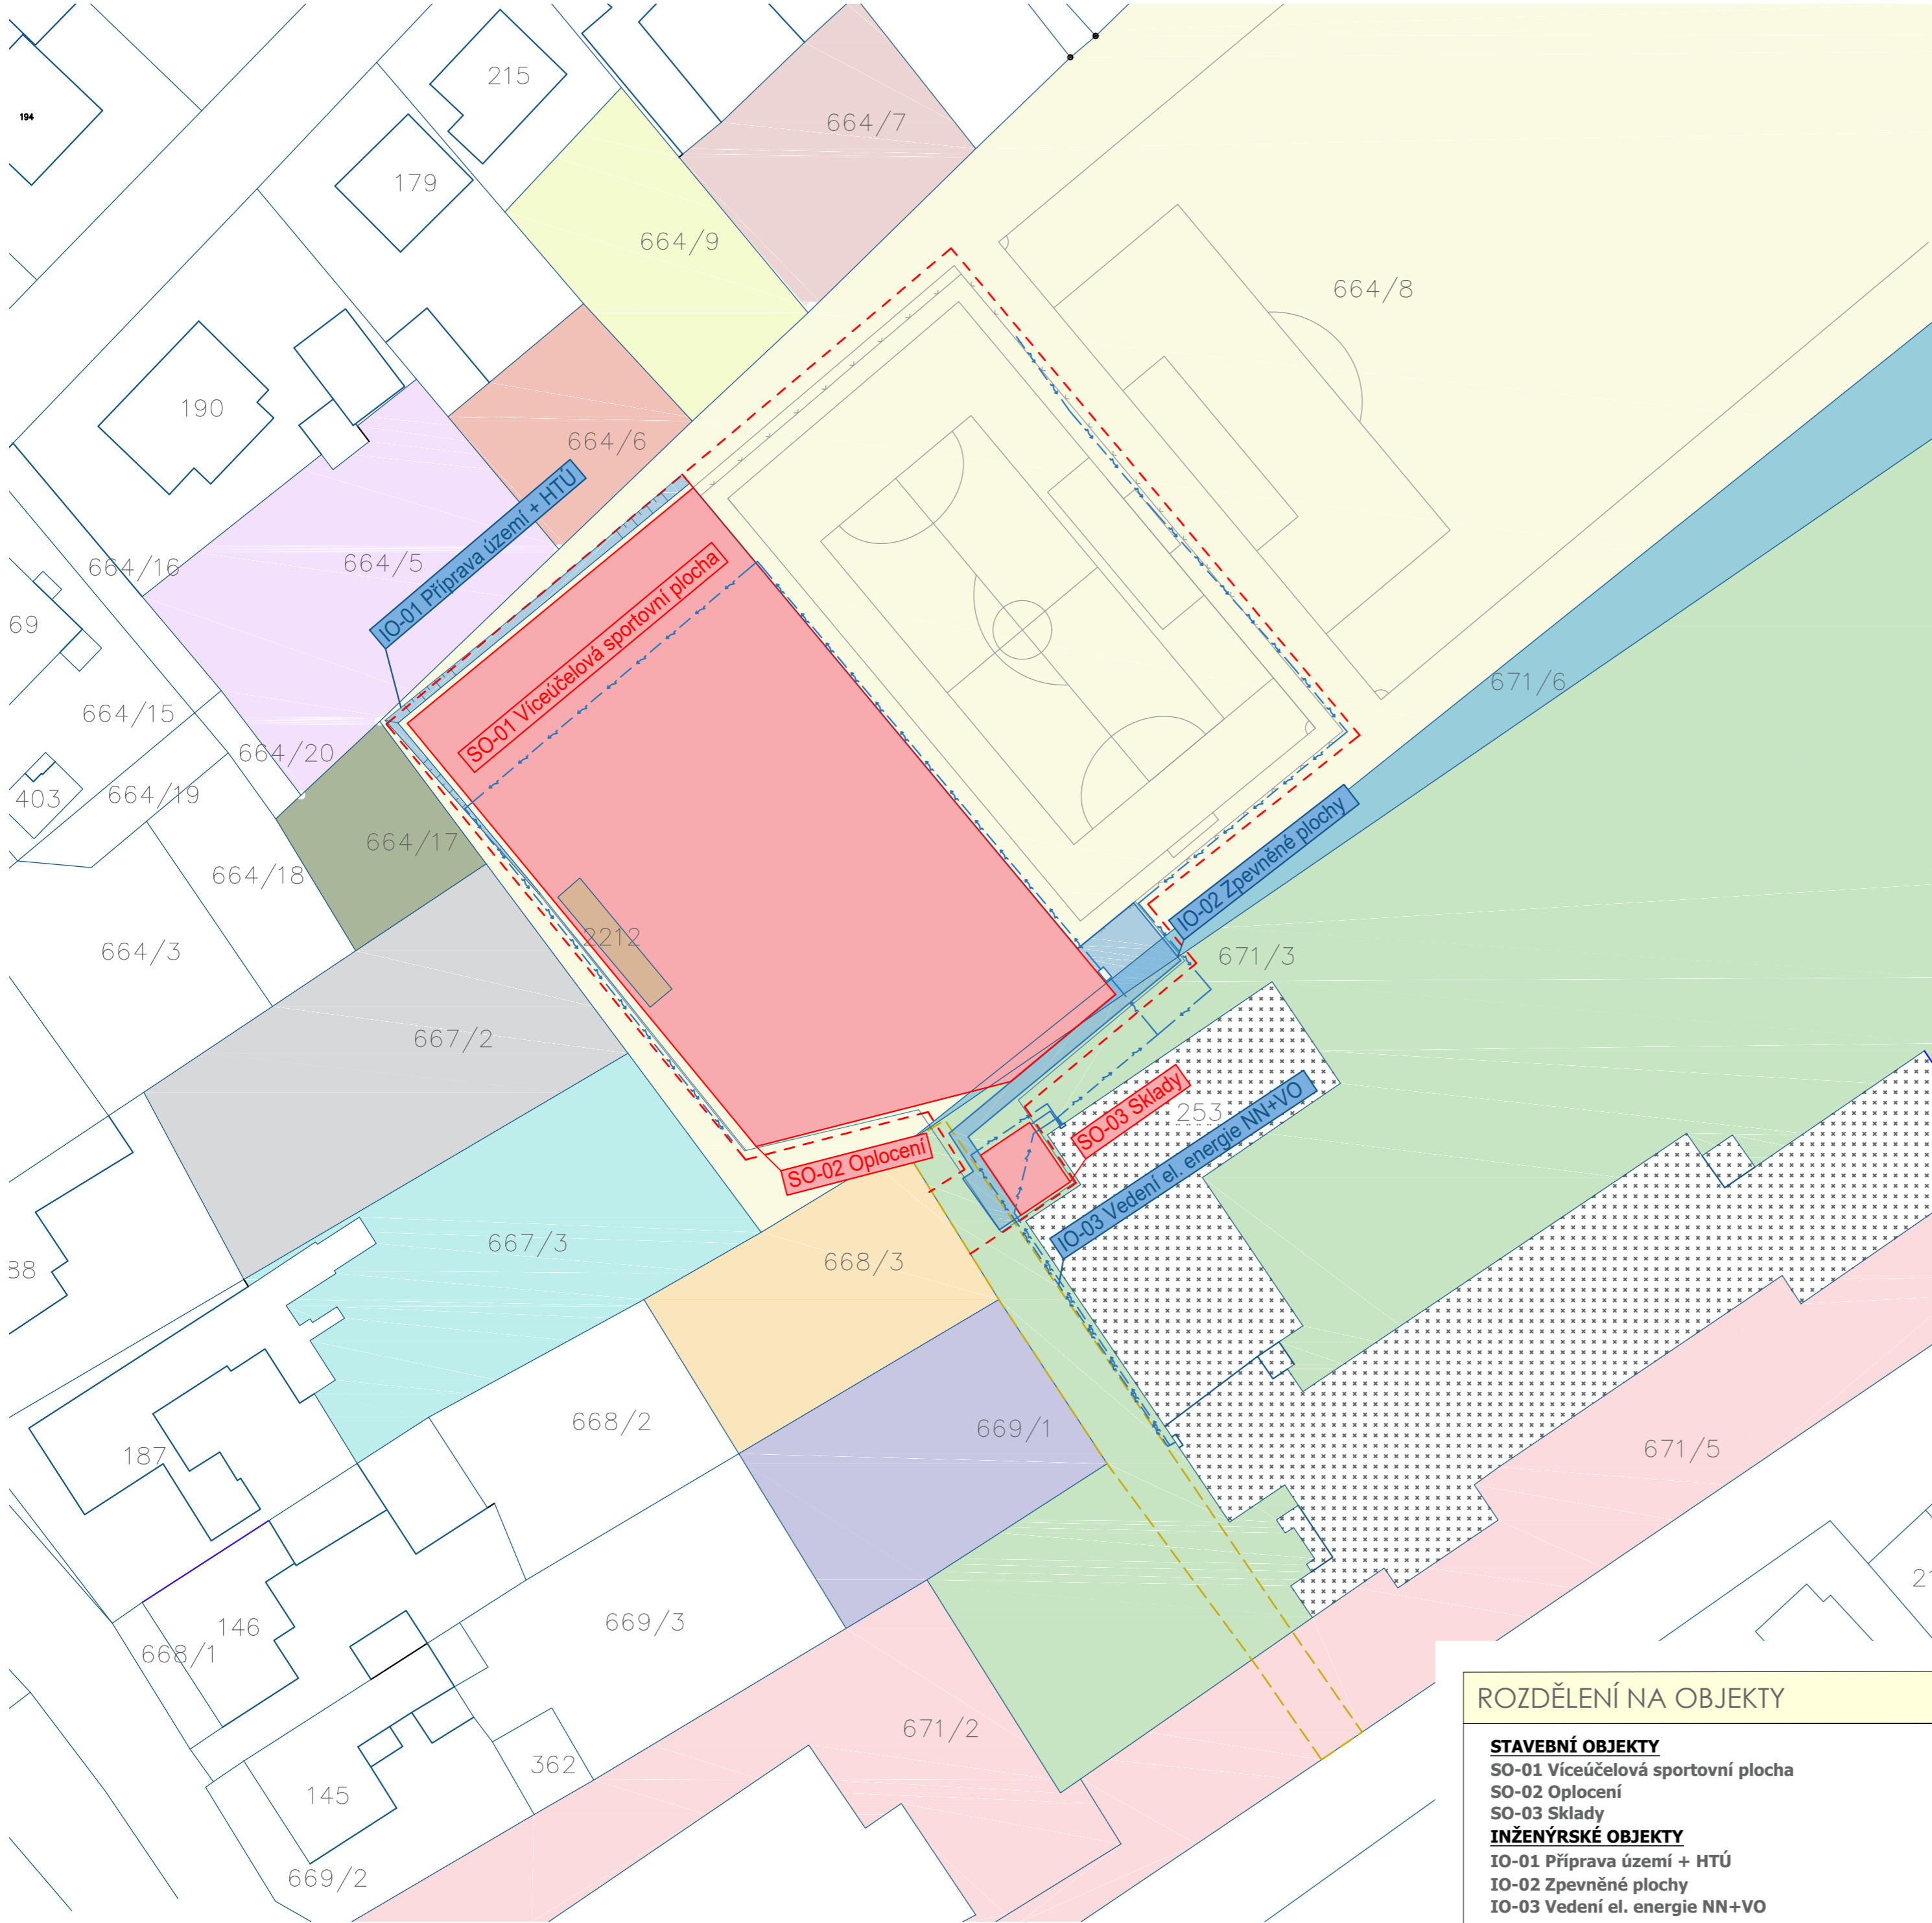 215
194
664/7
179
664/9
664/8
190
664/6
IO-01 Příprava území + HTÚ
664/16
664/5
SO-01 Víceúčelová sportovní plocha
69
671/6
664/15
664/20
403
664/19
664/17
IO-02 Zpevněné plochy
664/18
2212
664/3
671/3
667/2
SO-03 Sklady
253
IO-03 Vedení el. energie NN+VO
SO-02 Oplocení
667/3
668/3
668/2
669/1
187
671/5
146
669/3
668/1
671/2
362
145
669/2
ROZDĚLENÍ NA OBJEKTY
STAVEBNÍ OBJEKTY
SO-01 Víceúčelová sportovní plocha
SO-02 Oplocení
SO-03 Sklady
INŽENÝRSKÉ OBJEKTY
IO-01 Příprava území + HTÚ
IO-02 Zpevněné plochy
IO-03 Vedení el. energie NN+VO